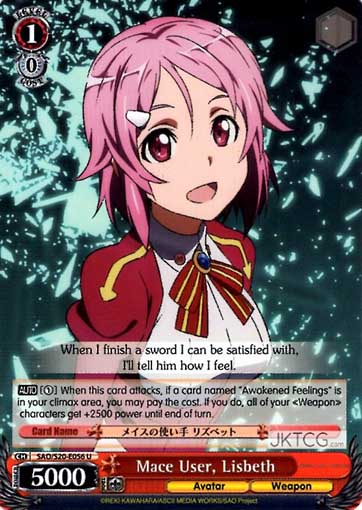 LEVEL
1
0
COST
When I finish a sword I can be satisfied with,
I'll tell him how I feel.
AUTO [(1)] When this card attacks, if a card named "Awakened Feelings" is
in your climax area, you may pay the cost. If you do, all of your <Weapon>
characters get +2500 power until end of turn.
Card Name メイスの使い手 リズベット
JKTCG.com
CH SAO/S20-E056 U
POWER 5000
Mace User, Lisbeth
Avatar Weapon
©REKI KAWAHARA/ASCII MEDIA WORKS/SAO Project